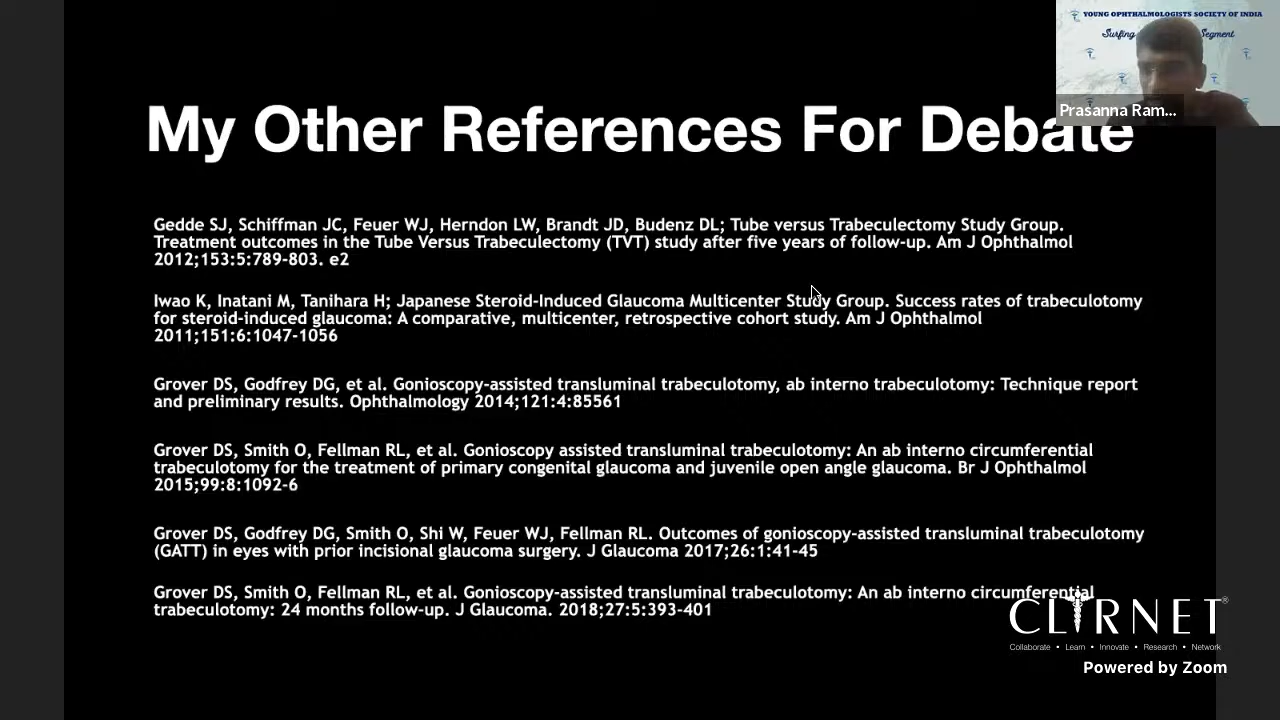 YOUNG OPHTHALMOLOGISTS SOCIETY OF INDIA
Surfing
Segment
Prasanna Ram...
My Other References For Debate
Gedde SJ, Schiffman JC, Feuer WJ, Herndon LW, Brandt JD, Budenz DL; Tube versus Trabeculectomy Study Group.
Treatment outcomes in the Tube Versus Trabeculectomy (TVT) study after five years of follow-up. Am J Ophthalmol
2012;153:5:789-803. e2
Iwao K, Inatani M, Tanihara H; Japanese Steroid-Induced Glaucoma Multicenter Study Group. Success rates of trabeculotomy
for steroid-induced glaucoma: A comparative, multicenter, retrospective cohort study. Am J Ophthalmol
2011;151:6:1047-1056
Grover DS, Godfrey DG, et al. Gonioscopy-assisted transluminal trabeculotomy, ab interno trabeculotomy: Technique report
and preliminary results. Ophthalmology 2014;121:4:85561
Grover DS, Smith O, Fellman RL, et al. Gonioscopy assisted transluminal trabeculotomy: An ab interno circumferential
trabeculotomy for the treatment of primary congenital glaucoma and juvenile open angle glaucoma. Br J Ophthalmol
2015;99:8:1092-6
Grover DS, Godfrey DG, Smith O, Shi W, Feuer WJ, Fellman RL. Outcomes of gonioscopy-assisted transluminal trabeculotomy
(GATT) in eyes with prior incisional glaucoma surgery. J Glaucoma 2017;26:1:41-45
Grover DS, Smith O, Fellman RL, et al. Gonioscopy-assisted transluminal trabeculotomy: An ab interno circumferential
trabeculotomy: 24 months follow-up. J Glaucoma. 2018;27:5:393-401
CLIRNET®
Collaborate • Learn • Innovate • Research • Network
Powered by Zoom